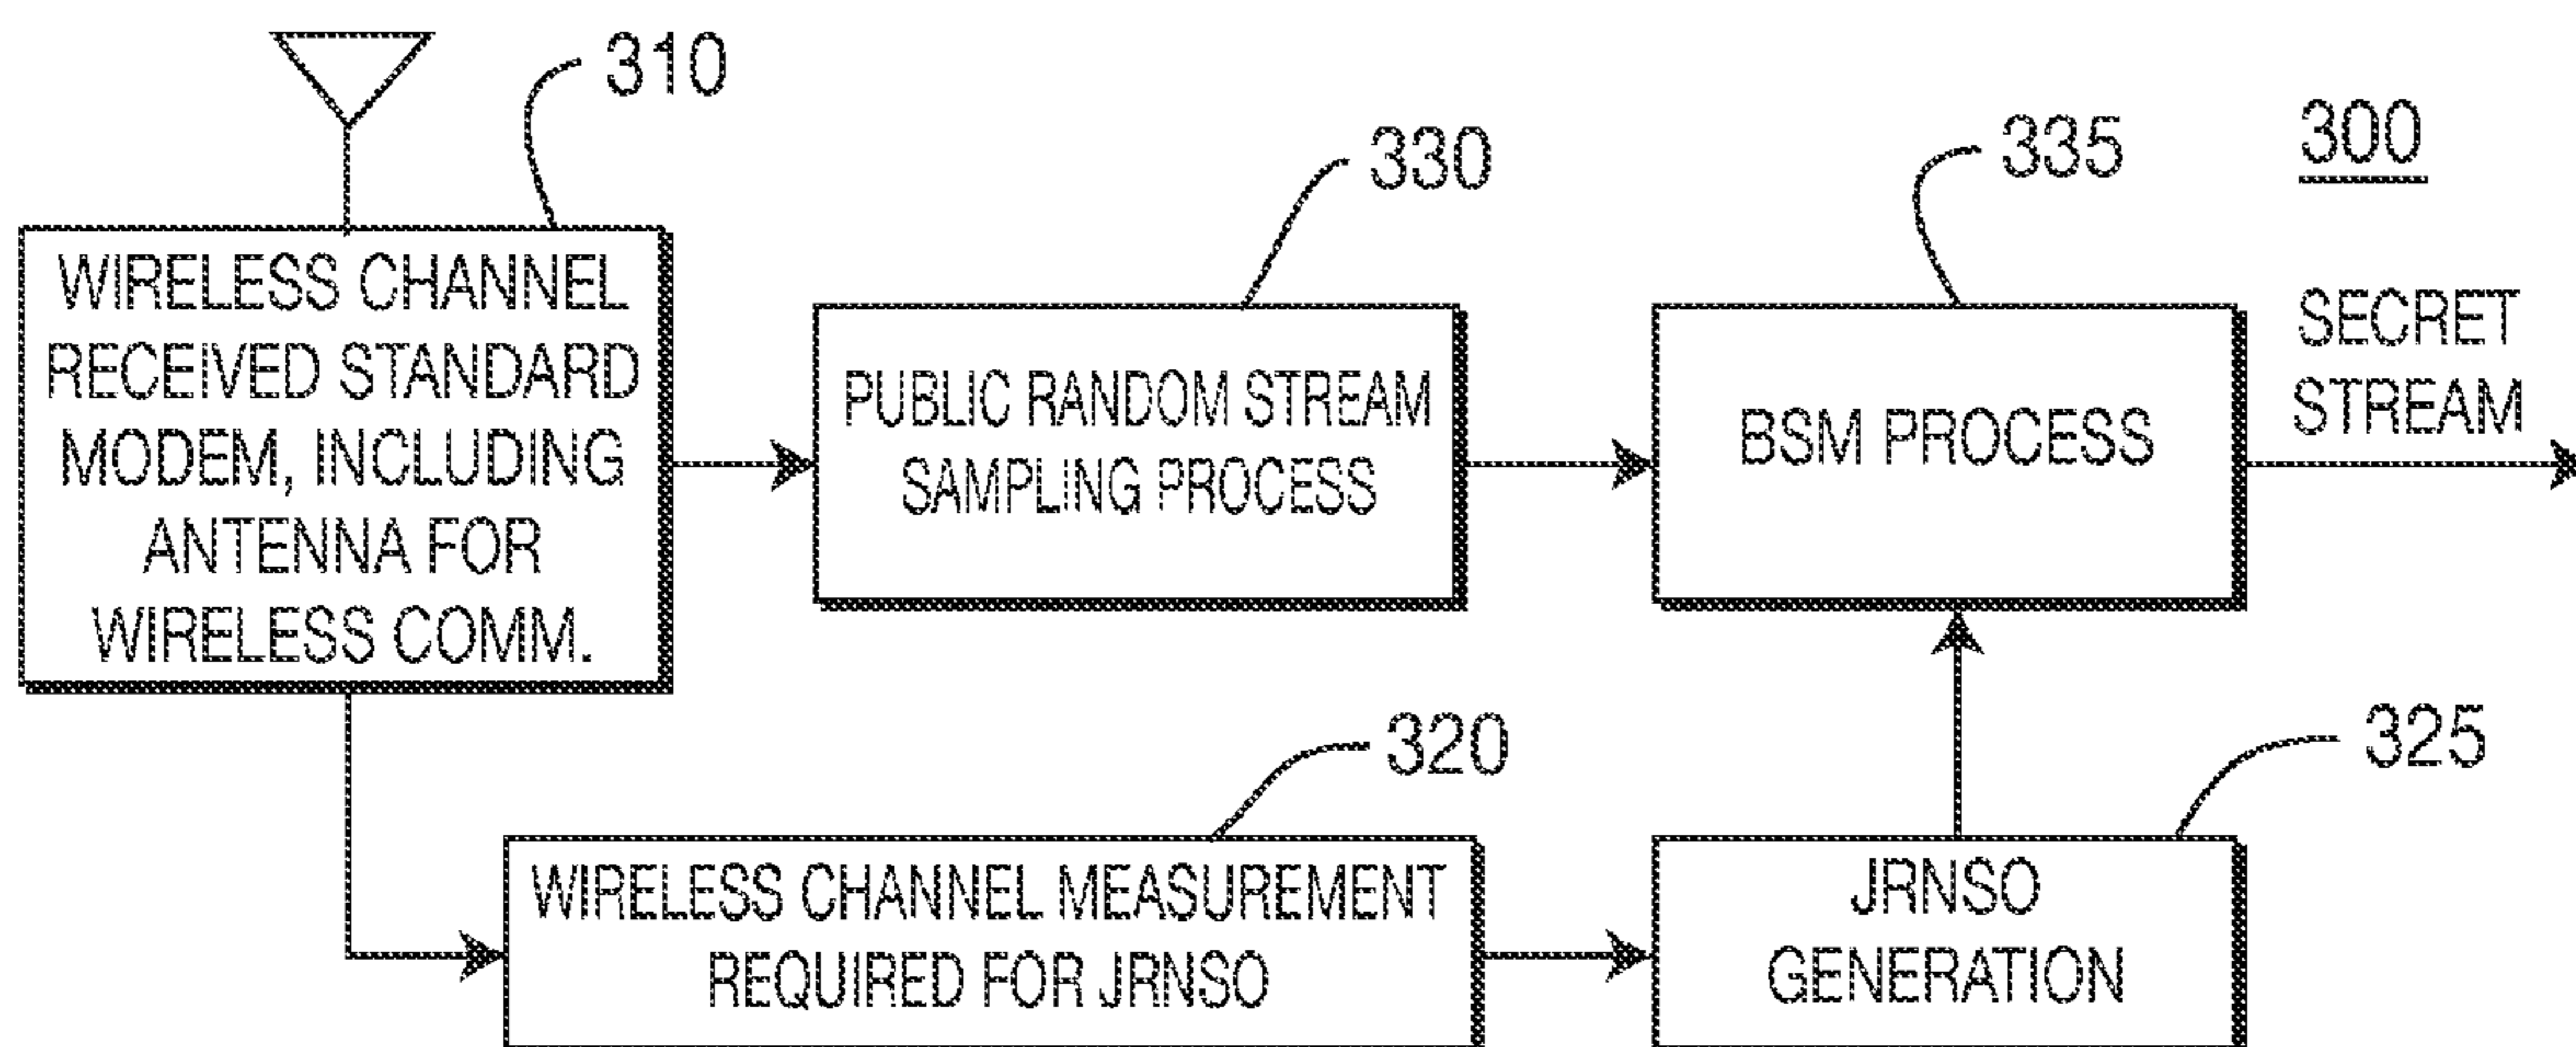 310
WIRELESS CHANNEL
RECEIVED STANDARD
MODEM, INCLUDING
ANTENNA FOR
WIRELESS COMM.
330
PUBLIC RANDOM STREAM
SAMPLING PROCESS
335
BSM PROCESS
300
SECRET
STREAM
320
WIRELESS CHANNEL MEASUREMENT
REQUIRED FOR JRNSO
325
JRNSO
GENERATION